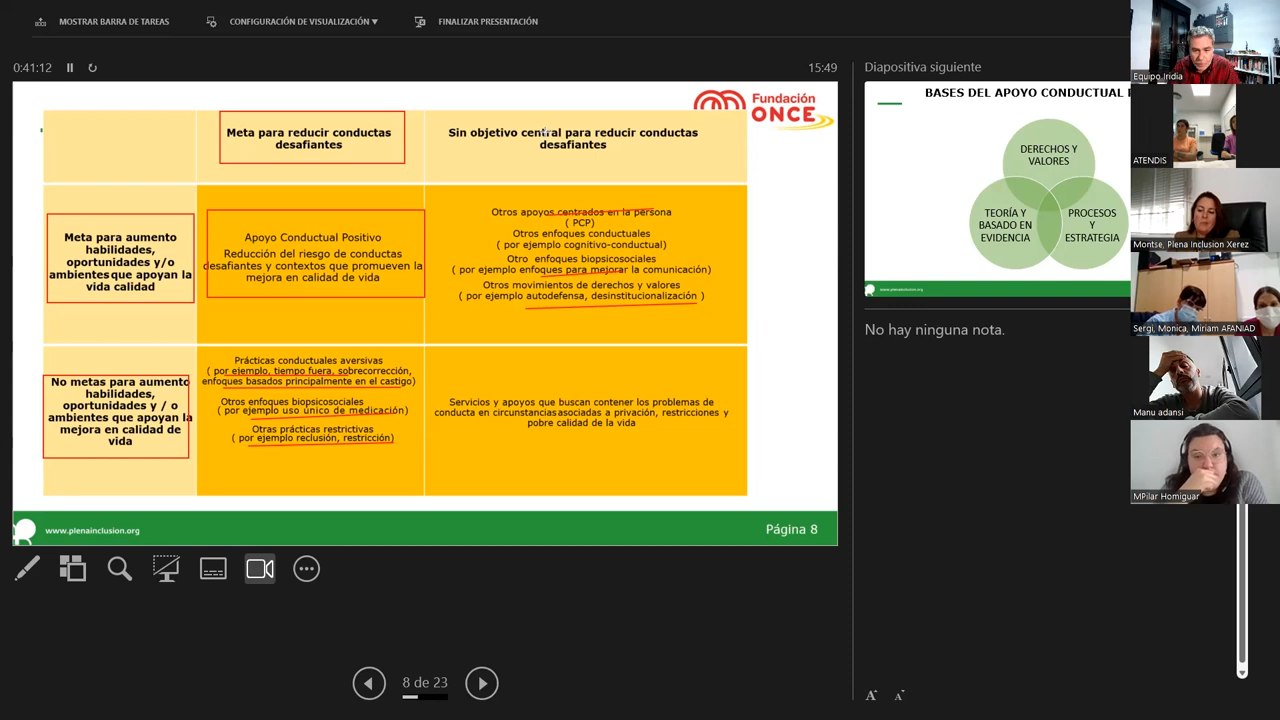 MOSTRAR BARRA DE TAREAS
CONFIGURACIÓN DE VISUALIZACIÓN ▼
FINALIZAR PRESENTACIÓN
0:41:12
15:49
Fundación
ONCE
Meta para reducir conductas
desafiantes
Sin objetivo central para reducir conductas
desafiantes
Meta para aumento
habilidades,
oportunidades y/o
ambientes que apoyan la
vida calidad
Apoyo Conductual Positivo
Reducción del riesgo de conductas
desafiantes y contextos que promueven la
mejora en calidad de vida
Otros apoyos centrados en la persona
( PCP)
Otros enfoques conductuales
( por ejemplo cognitivo-conductual)
Otro enfoques biopsicosociales
( por ejemplo enfoques para mejorar la comunicación)
Otros movimientos de derechos y valores
( por ejemplo autodefensa, desinstitucionalización )
No metas para aumento
habilidades,
oportunidades y / o
ambientes que apoyan la
mejora en calidad de
vida
Prácticas conductuales aversivas
( por ejemplo, tiempo fuera, sobrecorrección,
enfoques basados principalmente en el castigo)
Otros enfoques biopsicosociales
( por ejemplo uso único de medicación)
Otras prácticas restrictivas
( por ejemplo reclusión, restricción)
Servicios y apoyos que buscan contener los problemas de
conducta en circunstancias asociadas a privación, restricciones y
pobre calidad de la vida
www.plenainclusion.org
Página 8
8 de 23
Diapositiva siguiente
BASES DEL APOYO CONDUCTUAL
DERECHOS Y
VALORES
TEORÍA Y
BASADO EN
EVIDENCIA
PROCESOS
Y
ESTRATEGIA
www.plenainclusion.org
No hay ninguna nota.
A A
Equipo Iridia
ATENDIS
Montse, Plena Inclusion Xerez
Sergi, Monica, Miriam AFANIAD
Manu adansi
MPilar Homiguar